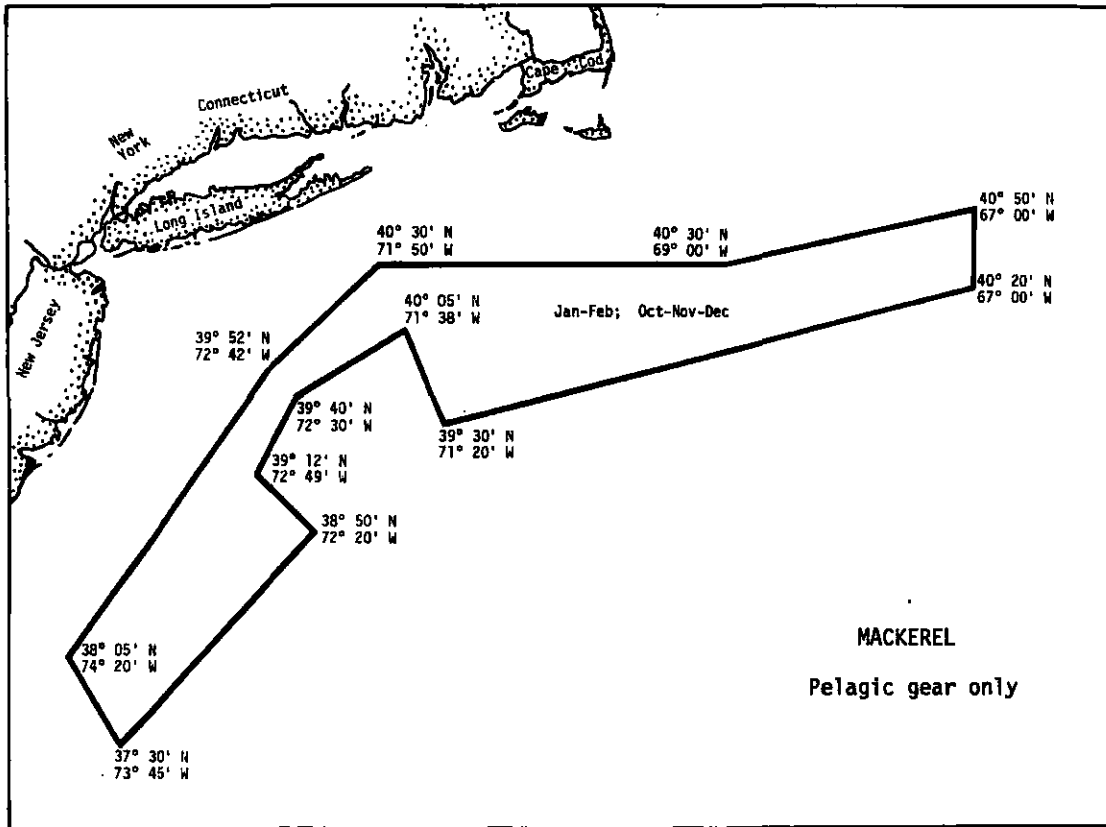 Cape Cod
Connecticut
New
York
Long Island
New Jersey
40° 50' N
67° 00' W
40° 30' N
71° 50' W
40° 30' N
69° 00' W
40° 20' N
67° 00' W
40° 05' N
71° 38' W
Jan-Feb; Oct-Nov-Dec
39° 52' N
72° 42' W
39° 40' N
72° 30' W
39° 30' N
71° 20' W
39° 12' N
72° 49' W
38° 50' N
72° 20' W
38° 05' N
74° 20' W
MACKEREL
Pelagic gear only
37° 30' N
73° 45' W